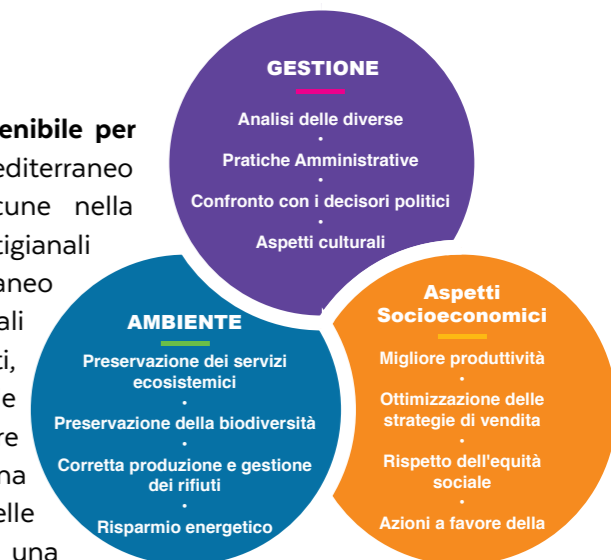 GESTIONE
Analisi delle diverse
•
Pratiche Amministrative
•
Confronto con i decisori politici
•
Aspetti culturali
enibile per
editerraneo
cune nella
tigianali
aneo
ali
ti,
e
re
na
elle
una
AMBIENTE
Preservazione dei servizi
ecosistemici
•
Preservazione della biodiversità
•
Corretta produzione e gestione
dei rifiuti
•
Risparmio energetico
Aspetti
Socioeconomici
Migliore produttività
•
Ottimizzazione delle
strategie di vendita
•
Rispetto dell'equità
sociale
•
Azioni a favore della